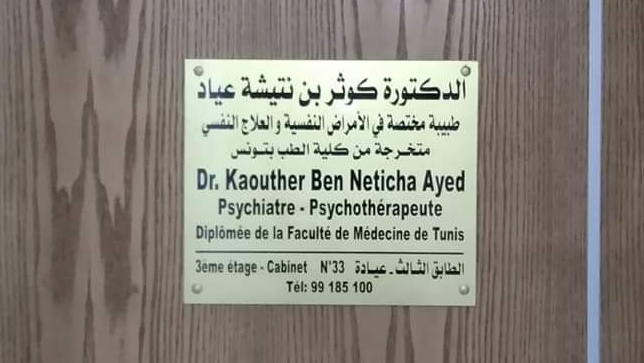 الدكتورة كوثر بن نتيشة عياد
طبيبة مختصة في الأمراض النفسية و العلاج النفسي
متخرجة من كلية الطب بتونس
Dr. Kaouther Ben Neticha Ayed
Psychiatre - Psychothérapeute
Diplômée de la Faculté de Médecine de Tunis
3ème étage - Cabinet N°33 الطابق الثالث ـ عيادة
Tél: 99 185 100